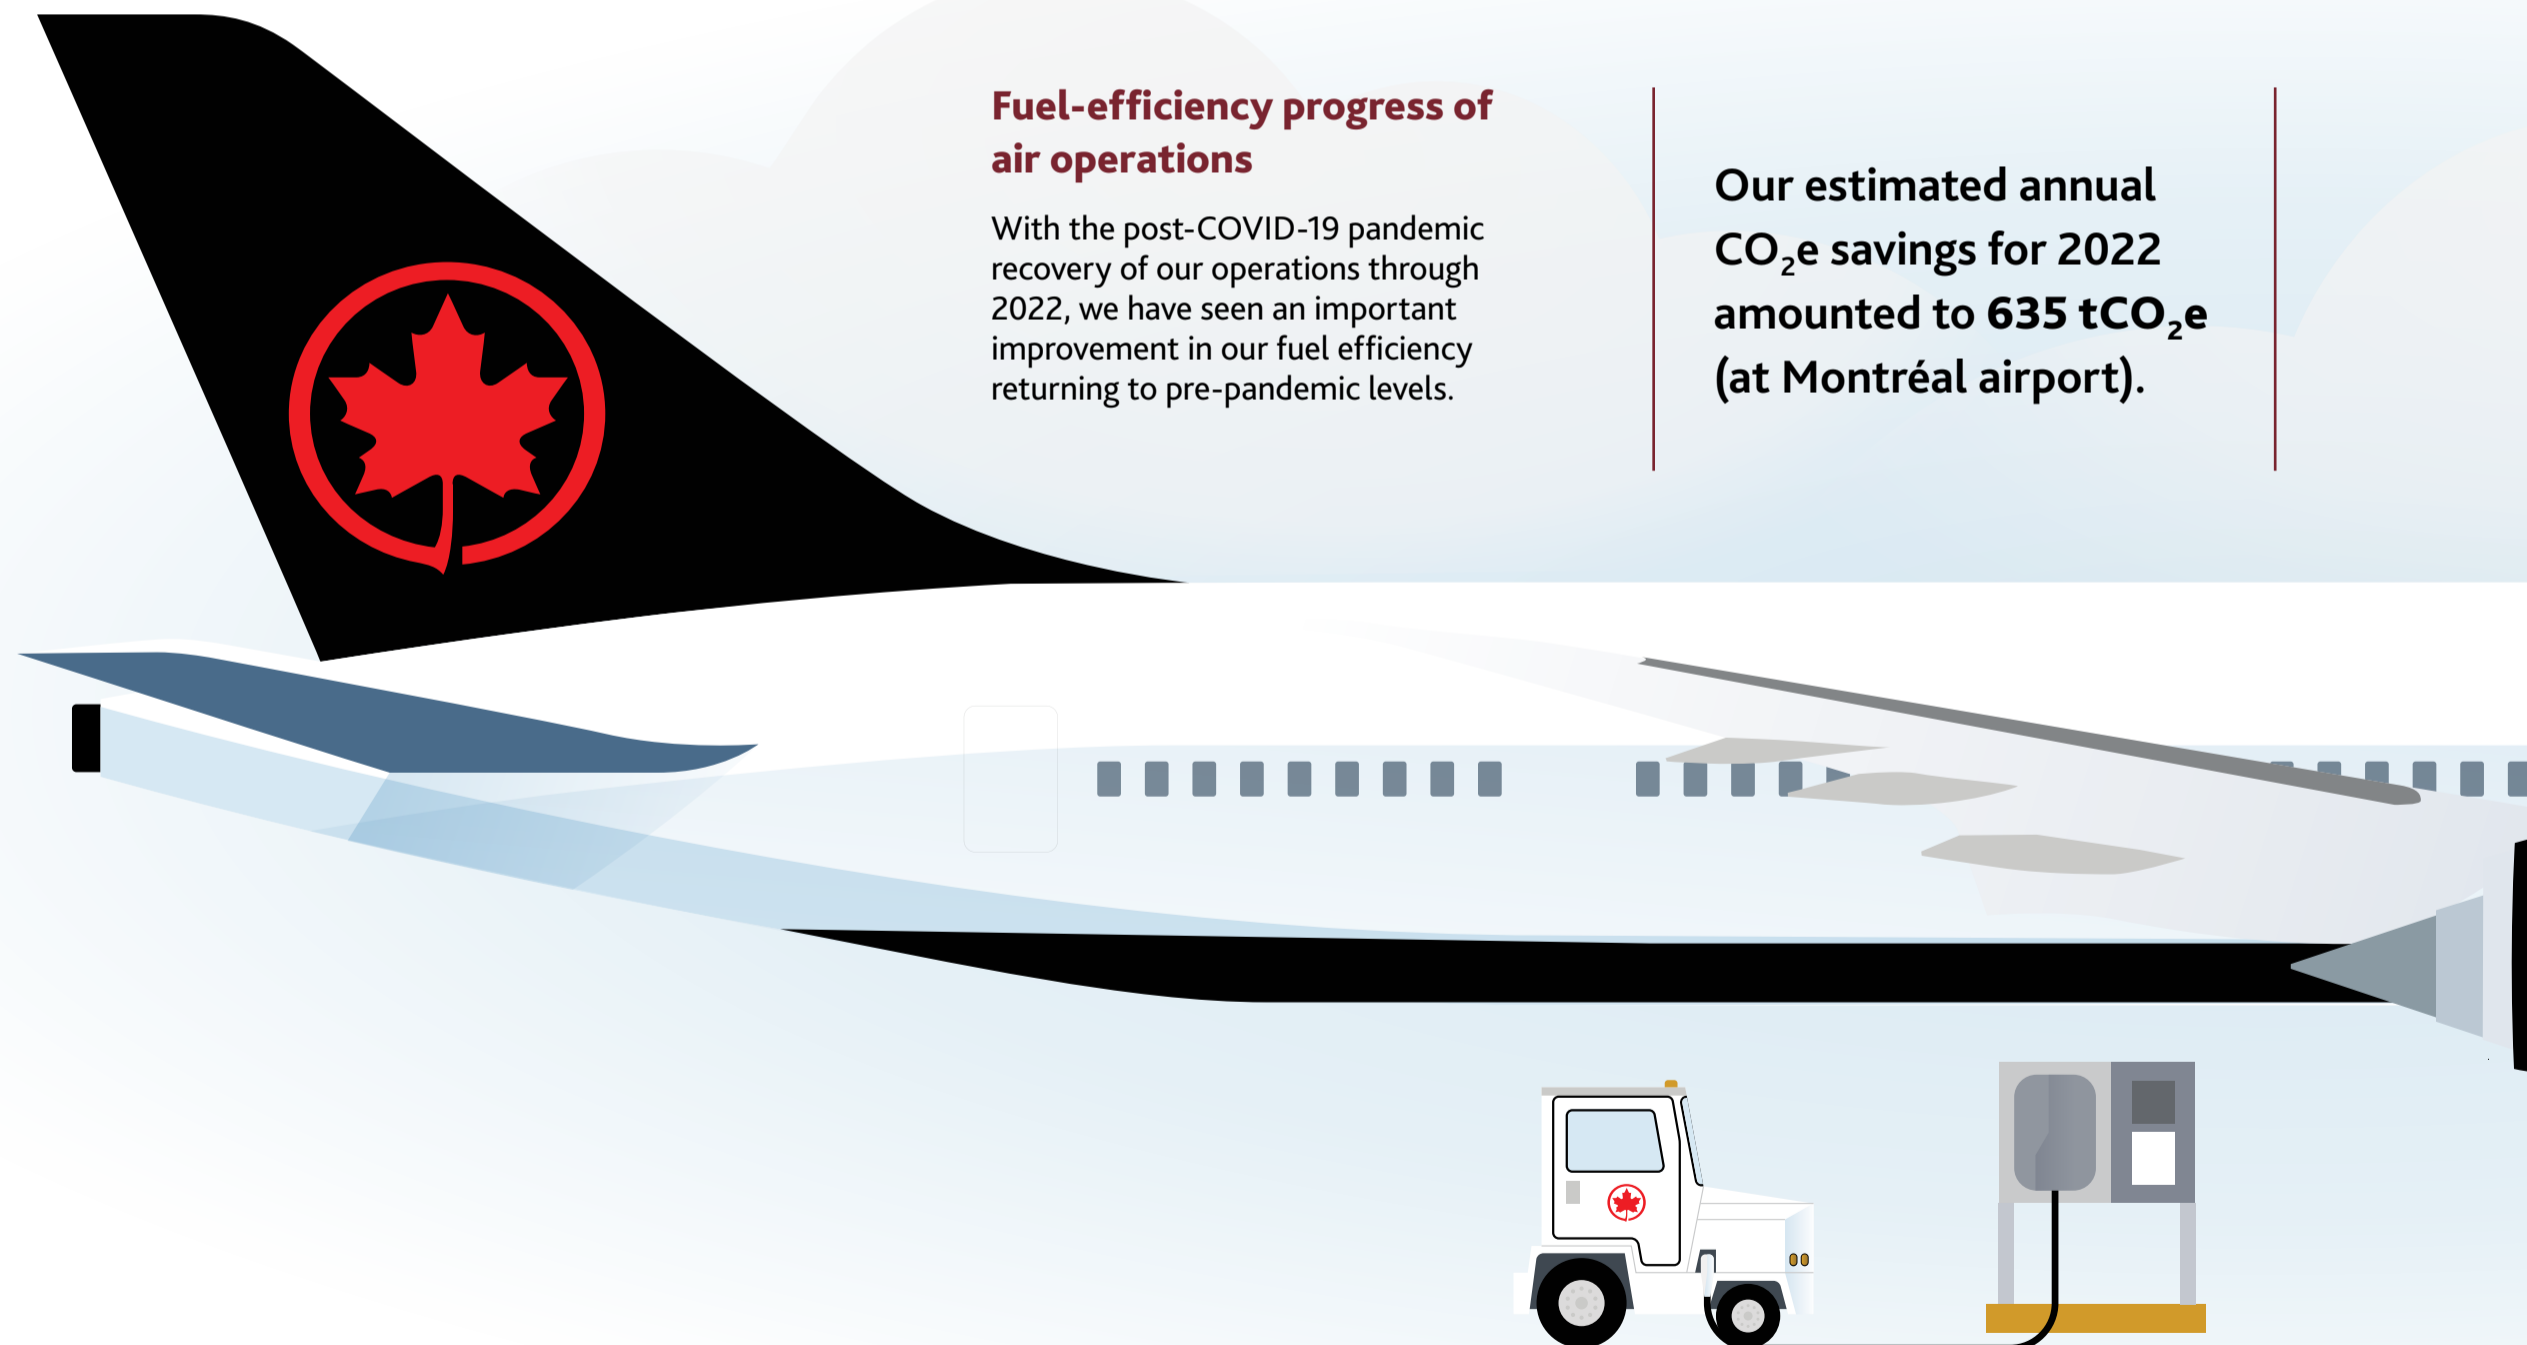 Fuel-efficiency progress of
air operations
With the post-COVID-19 pandemic
recovery of our operations through
2022, we have seen an important
improvement in our fuel efficiency
returning to pre-pandemic levels.
Our estimated annual
CO₂e savings for 2022
amounted to 635 tCO₂e
(at Montréal airport).